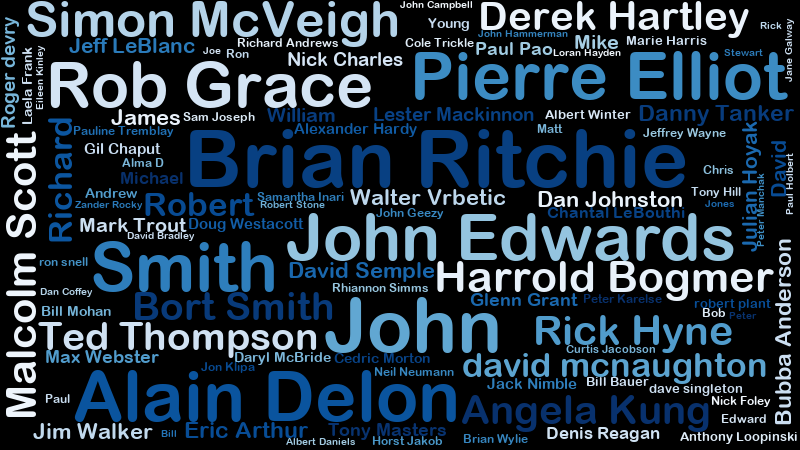 Roger devry
Simon McVeigh
John Campbell
Derek Hartley
Rick
Jane Galway
Young
John Hammerman
Jeff LeBlanc
Richard Andrews
Cole Trickle
Paul Pao
Mike
Marie Harris
Laela Frank
Eileen Kinley
Joe
Ron
Nick Charles
Loran Hayden
Stewart
Rob Grace
Pierre Elliot
James
Sam Joseph
William
Lester Mackinnon
Albert Winter
Danny Tanker
Pauline Tremblay
Alexander Hardy
Matt
Jeffrey Wayne
Malcolm Scott
Richard
Gil Chaput
Brian Ritchie
Julian Hoyak
David
Alma D
Chris
Paul Holbert
Michael
Andrew
Samantha Inari
Walter Vrbetic
Dan Johnston
Tony Hill
Zander Rocky
Robert
Robert Stone
Jones
Peter Manchak
John Geezy
Chantal LeBouthi
Mark Trout
Doug Westacott
David Bradley
John Edwards
ron snell
Smith
David Semple
Harrold Bogmer
Dan Coffey
Rhiannon Simms
Bort Smith
Glenn Grant
Peter Karelse
robert plant
Bill Mohan
John
Bob
Peter
Ted Thompson
Rick Hyne
Bubba Anderson
Curtis Jacobson
Max Webster
Daryl McBride
Cedric Morton
david mcnaughton
Jon Klipa
Neil Neumann
Jack Nimble
Bill Bauer
dave singleton
Paul
Alain Delon
Angela Kung
Nick Foley
Edward
Jim Walker
Bill
Eric Arthur
Tony Masters
Denis Reagan
Albert Daniels
Horst Jakob
Brian Wylie
Anthony Loopinski